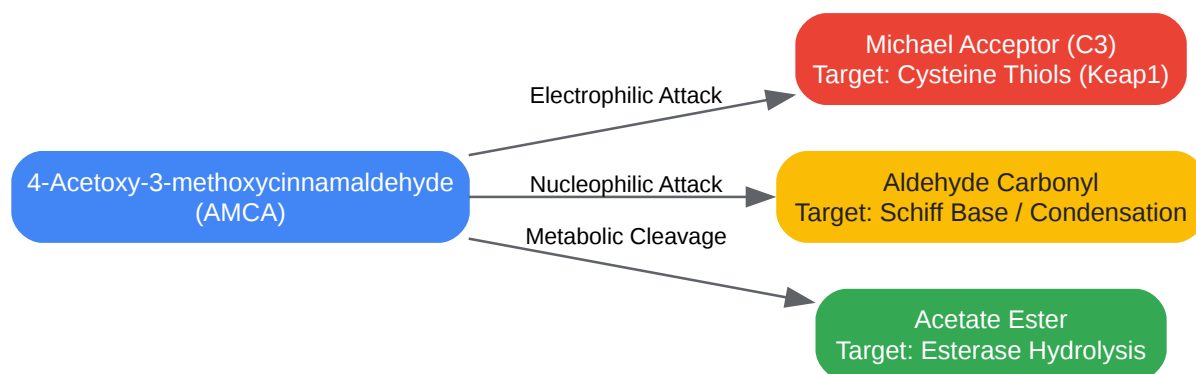 Michael Acceptor (C3)
Target: Cysteine Thiols (Keap1)
Electrophilic Attack
4-Acetoxy-3-methoxycinnamaldehyde
(AMCA)
Nucleophilic Attack
Aldehyde Carbonyl
Target: Schiff Base / Condensation
Metabolic Cleavage
Acetate Ester
Target: Esterase Hydrolysis